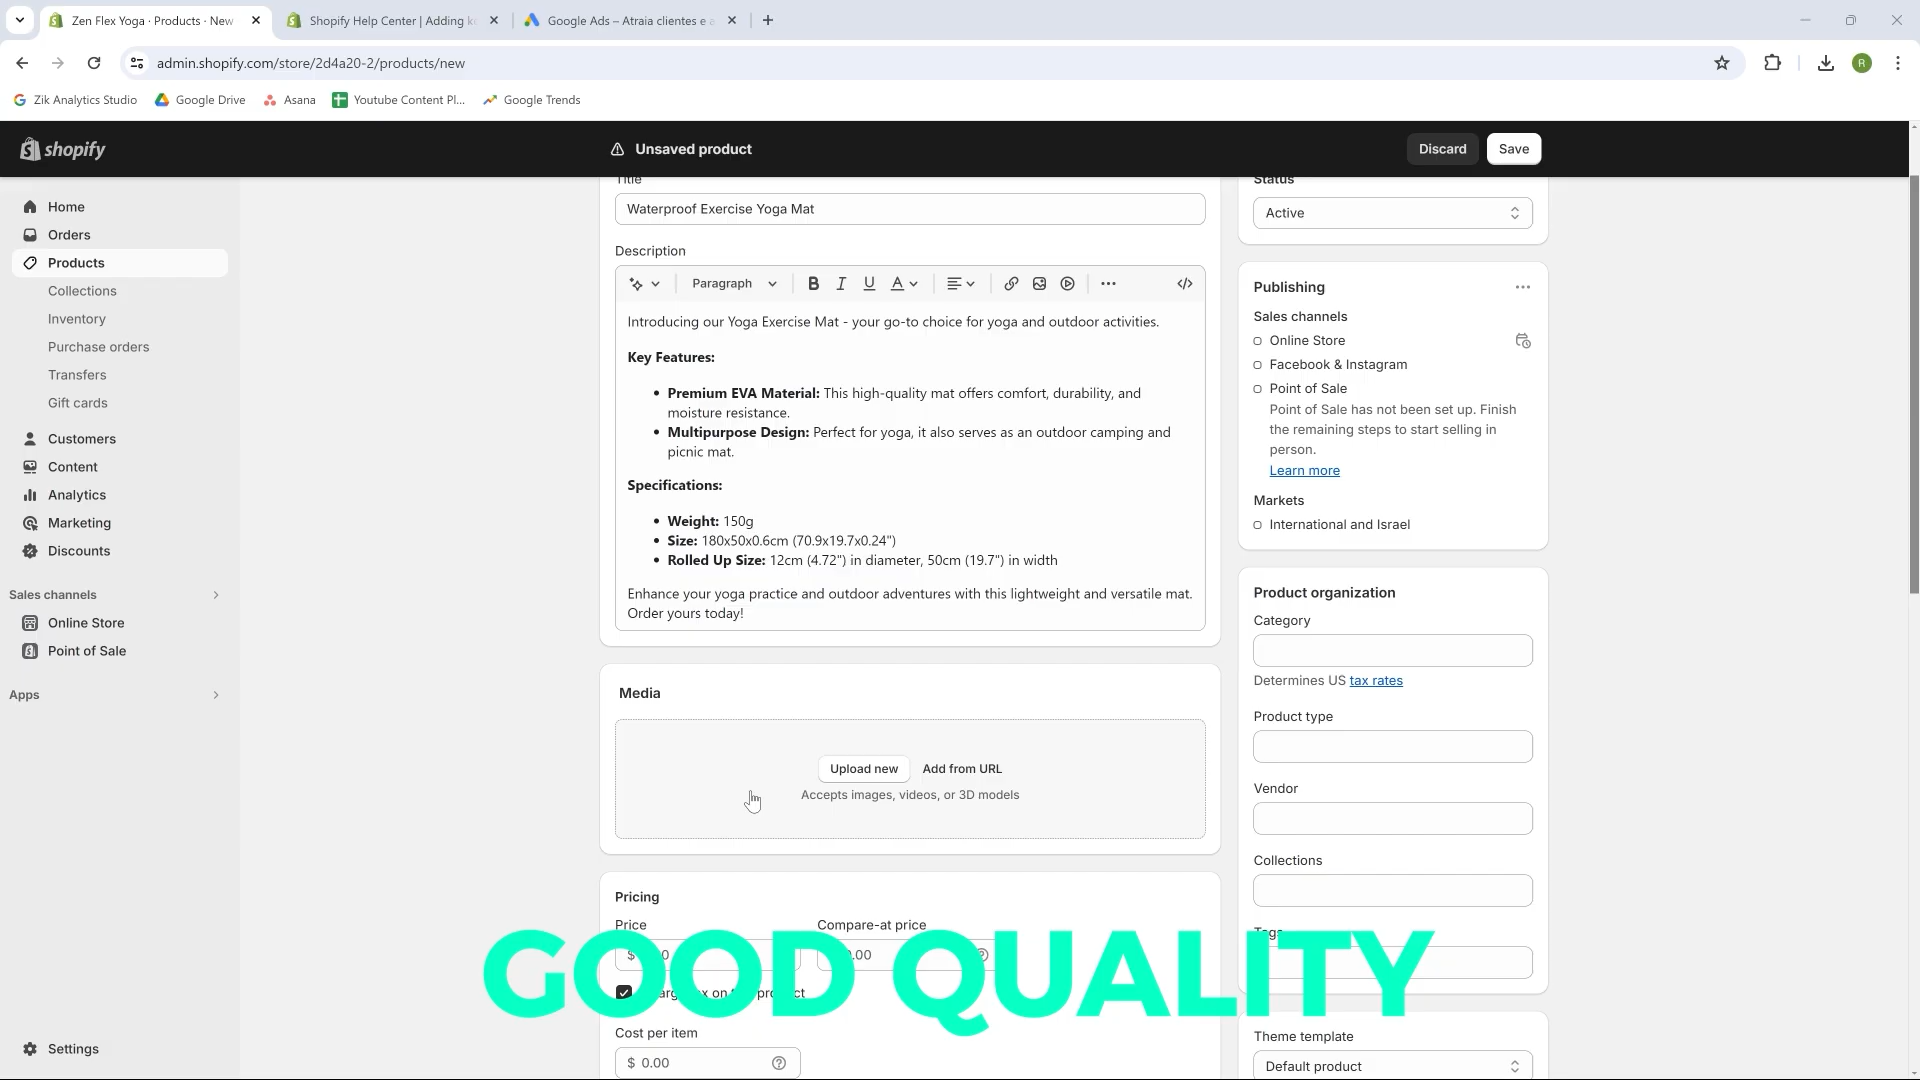 Zen Flex Yoga · Products · New
Shopify Help Center | Adding k
Google Ads – Atraia clientes e a
admin.shopify.com/store/2d4a20-2/products/new
R
Zik Analytics Studio
Google Drive
Asana
Youtube Content Pl...
Google Trends
shopify
Unsaved product
Discard
Save
Home
Orders
Products
Collections
Inventory
Purchase orders
Transfers
Gift cards
Customers
Content
Analytics
Marketing
Discounts
Sales channels
Online Store
Point of Sale
Apps
Settings
Title
Waterproof Exercise Yoga Mat
Description
Paragraph
Introducing our Yoga Exercise Mat - your go-to choice for yoga and outdoor activities.
Key Features:
Premium EVA Material: This high-quality mat offers comfort, durability, and
moisture resistance.
Multipurpose Design: Perfect for yoga, it also serves as an outdoor camping and
picnic mat.
Specifications:
Weight: 150g
Size: 180x50x0.6cm (70.9x19.7x0.24")
Rolled Up Size: 12cm (4.72") in diameter, 50cm (19.7") in width
Enhance your yoga practice and outdoor adventures with this lightweight and versatile mat.
Order yours today!
Media
Upload new
Add from URL
Accepts images, videos, or 3D models
Pricing
Price
Compare-at price
GOOD QUALITY
Cost per item
$ 0.00
Status
Active
Publishing
Sales channels
Online Store
Facebook & Instagram
Point of Sale
Point of Sale has not been set up. Finish
the remaining steps to start selling in
person.
Learn more
Markets
International and Israel
Product organization
Category
Determines US tax rates
Product type
Vendor
Collections
Tags
Theme template
Default product